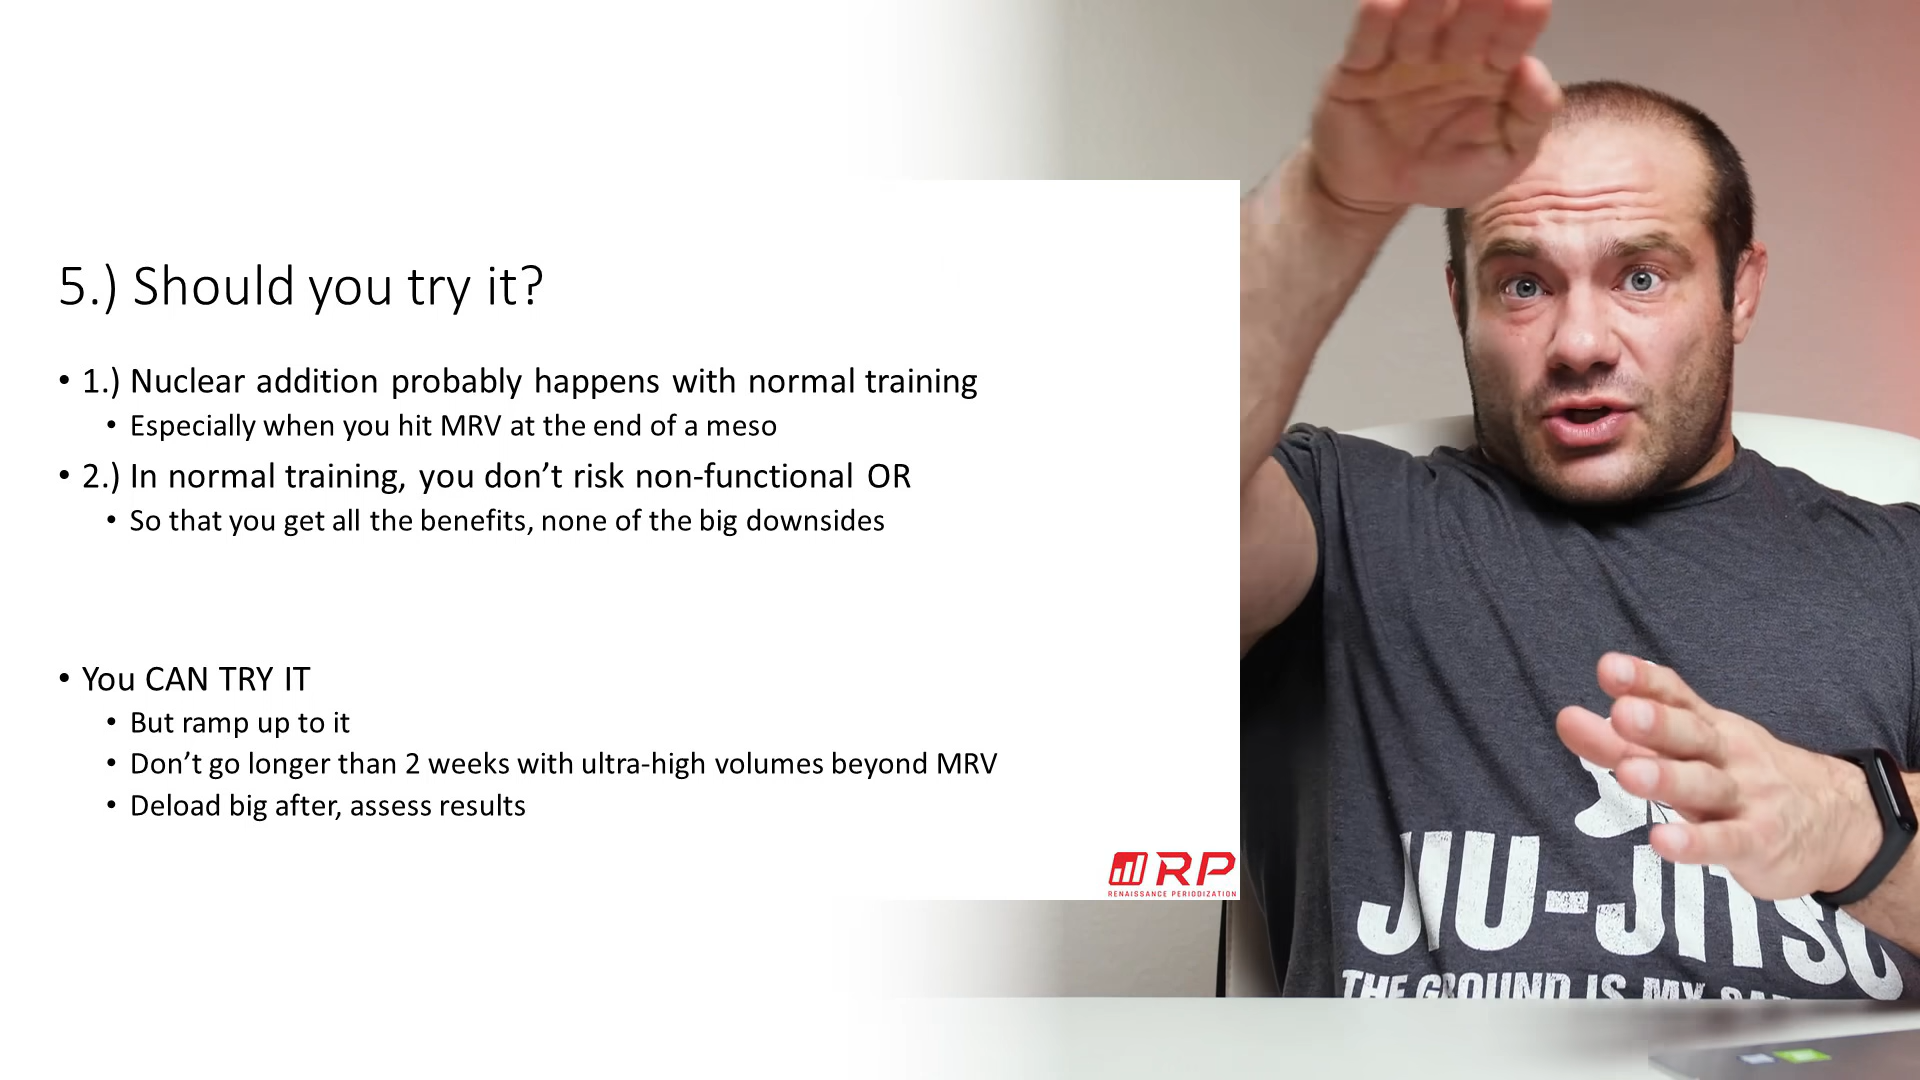 5.) Should you try it?
• 1.) Nuclear addition probably happens with normal training
• Especially when you hit MRV at the end of a meso
• 2.) In normal training, you don’t risk non-functional OR
• So that you get all the benefits, none of the big downsides
• You CAN TRY IT
• But ramp up to it
• Don’t go longer than 2 weeks with ultra-high volumes beyond MRV
• Deload big after, assess results
RP
RENAISSANCE PERIODIZATION
JIU-JITSU
THE GROUND IS MY